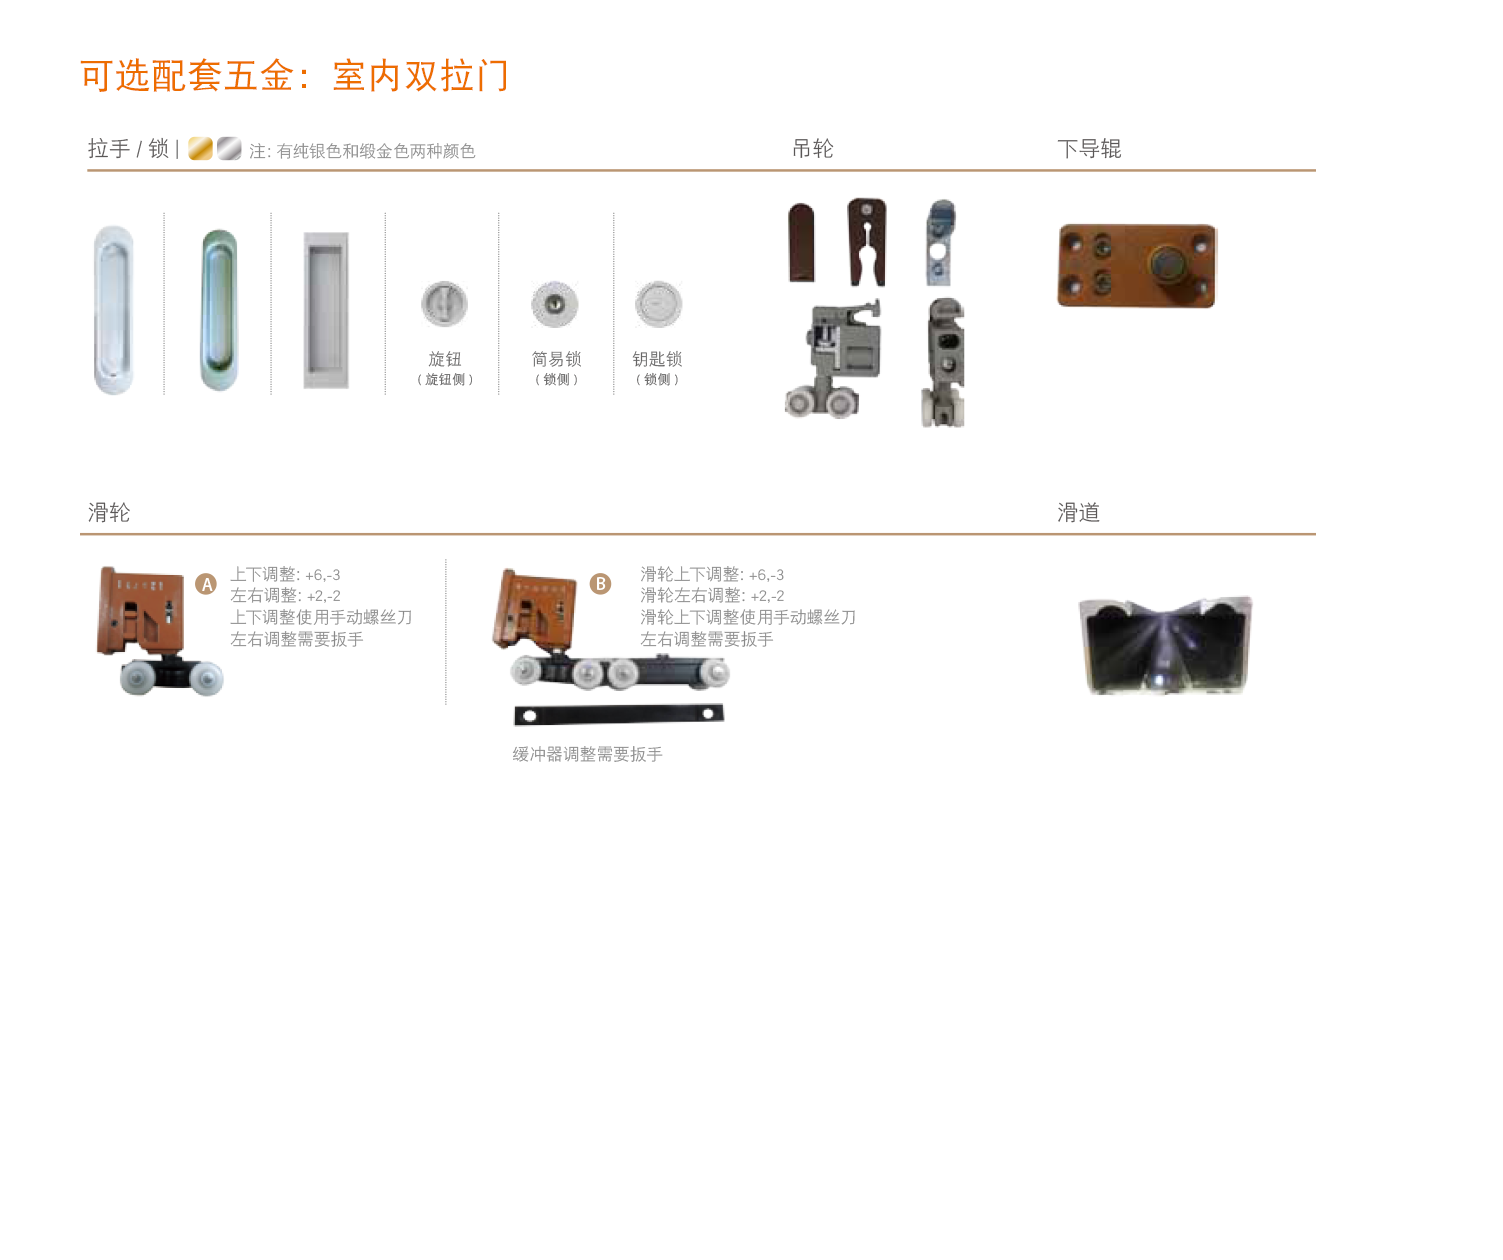 可选配套五金：室内双拉门
拉手 / 锁 | 注: 有纯银色和缎金色两种颜色
吊轮
下导辊
旋钮
（旋钮侧）
简易锁
（锁侧）
钥匙锁
（锁侧）
滑轮
滑道
A
上下调整: +6,-3
左右调整: +2,-2
上下调整使用手动螺丝刀
左右调整需要扳手
B
滑轮上下调整: +6,-3
滑轮左右调整: +2,-2
滑轮上下调整使用手动螺丝刀
左右调整需要扳手
缓冲器调整需要扳手